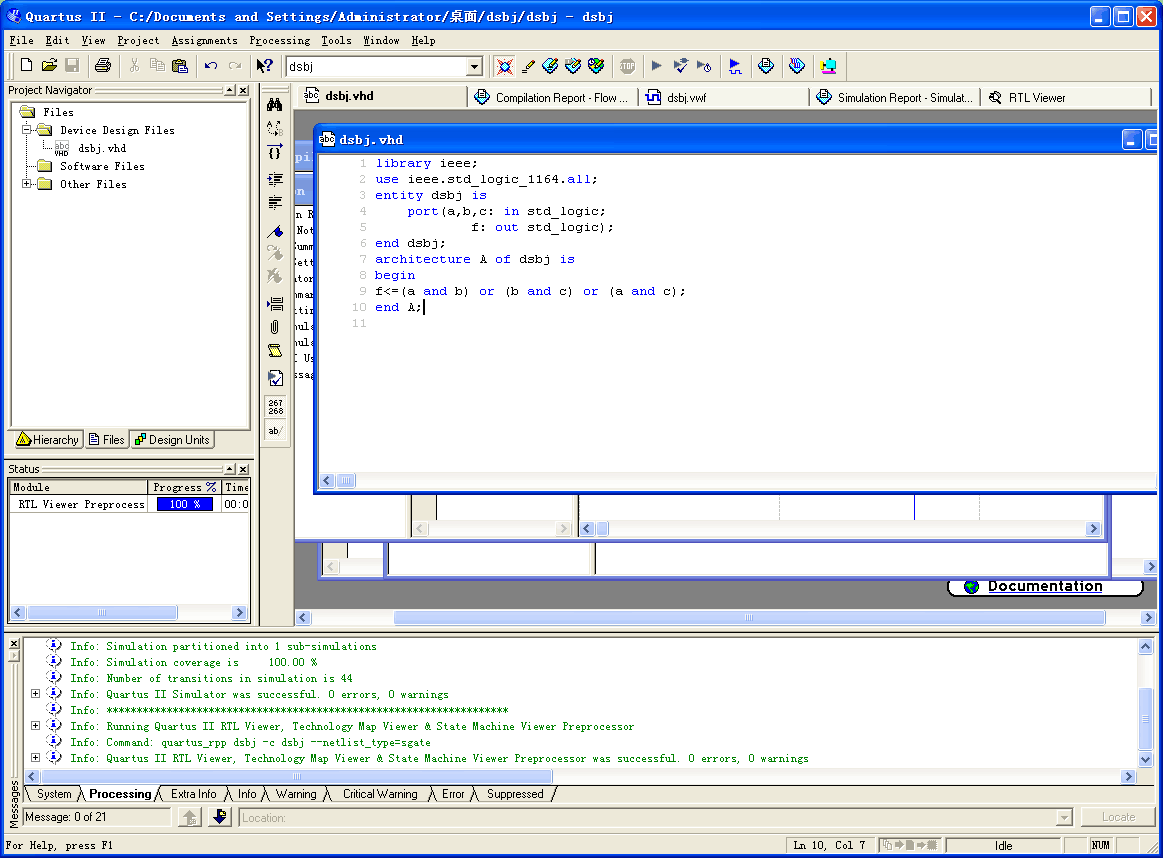 Quartus II - C:/Documents and Settings/Administrator/桌面/dsbj/dsbj - dsbj
File Edit View Project Assignments Processing Tools Window Help
dsbj
STOP
Project Navigator
Files
Device Design Files
dsbj.vhd
Software Files
Other Files
Hierarchy Files Design Units
Status
Module Progress % Time
RTL Viewer Preprocess 100 % 00:0
267
268
ab/
dsbj.vhd Compilation Report - Flow ... dsbj.vwf Simulation Report - Simulat... RTL Viewer
abc dsbj.vhd
1 library ieee;
2 use ieee.std_logic_1164.all;
3 entity dsbj is
4 port(a,b,c: in std_logic;
5 f: out std_logic);
6 end dsbj;
7 architecture A of dsbj is
8 begin
9 f<=(a and b) or (b and c) or (a and c);
10 end A;
11
Documentation
Info: Simulation partitioned into 1 sub-simulations
Info: Simulation coverage is 100.00 %
Info: Number of transitions in simulation is 44
Info: Quartus II Simulator was successful. 0 errors, 0 warnings
Info: *******************************************************************
Info: Running Quartus II RTL Viewer, Technology Map Viewer & State Machine Viewer Preprocessor
Info: Command: quartus_rpp dsbj -c dsbj --netlist_type=sgate
Info: Quartus II RTL Viewer, Technology Map Viewer & State Machine Viewer Preprocessor was successful. 0 errors, 0 warnings
System Processing Extra Info Info Warning Critical Warning Error Suppressed
Messages
Message: 0 of 21 Location: Locate
For Help, press F1 Ln 10, Col 7 Idle NUM